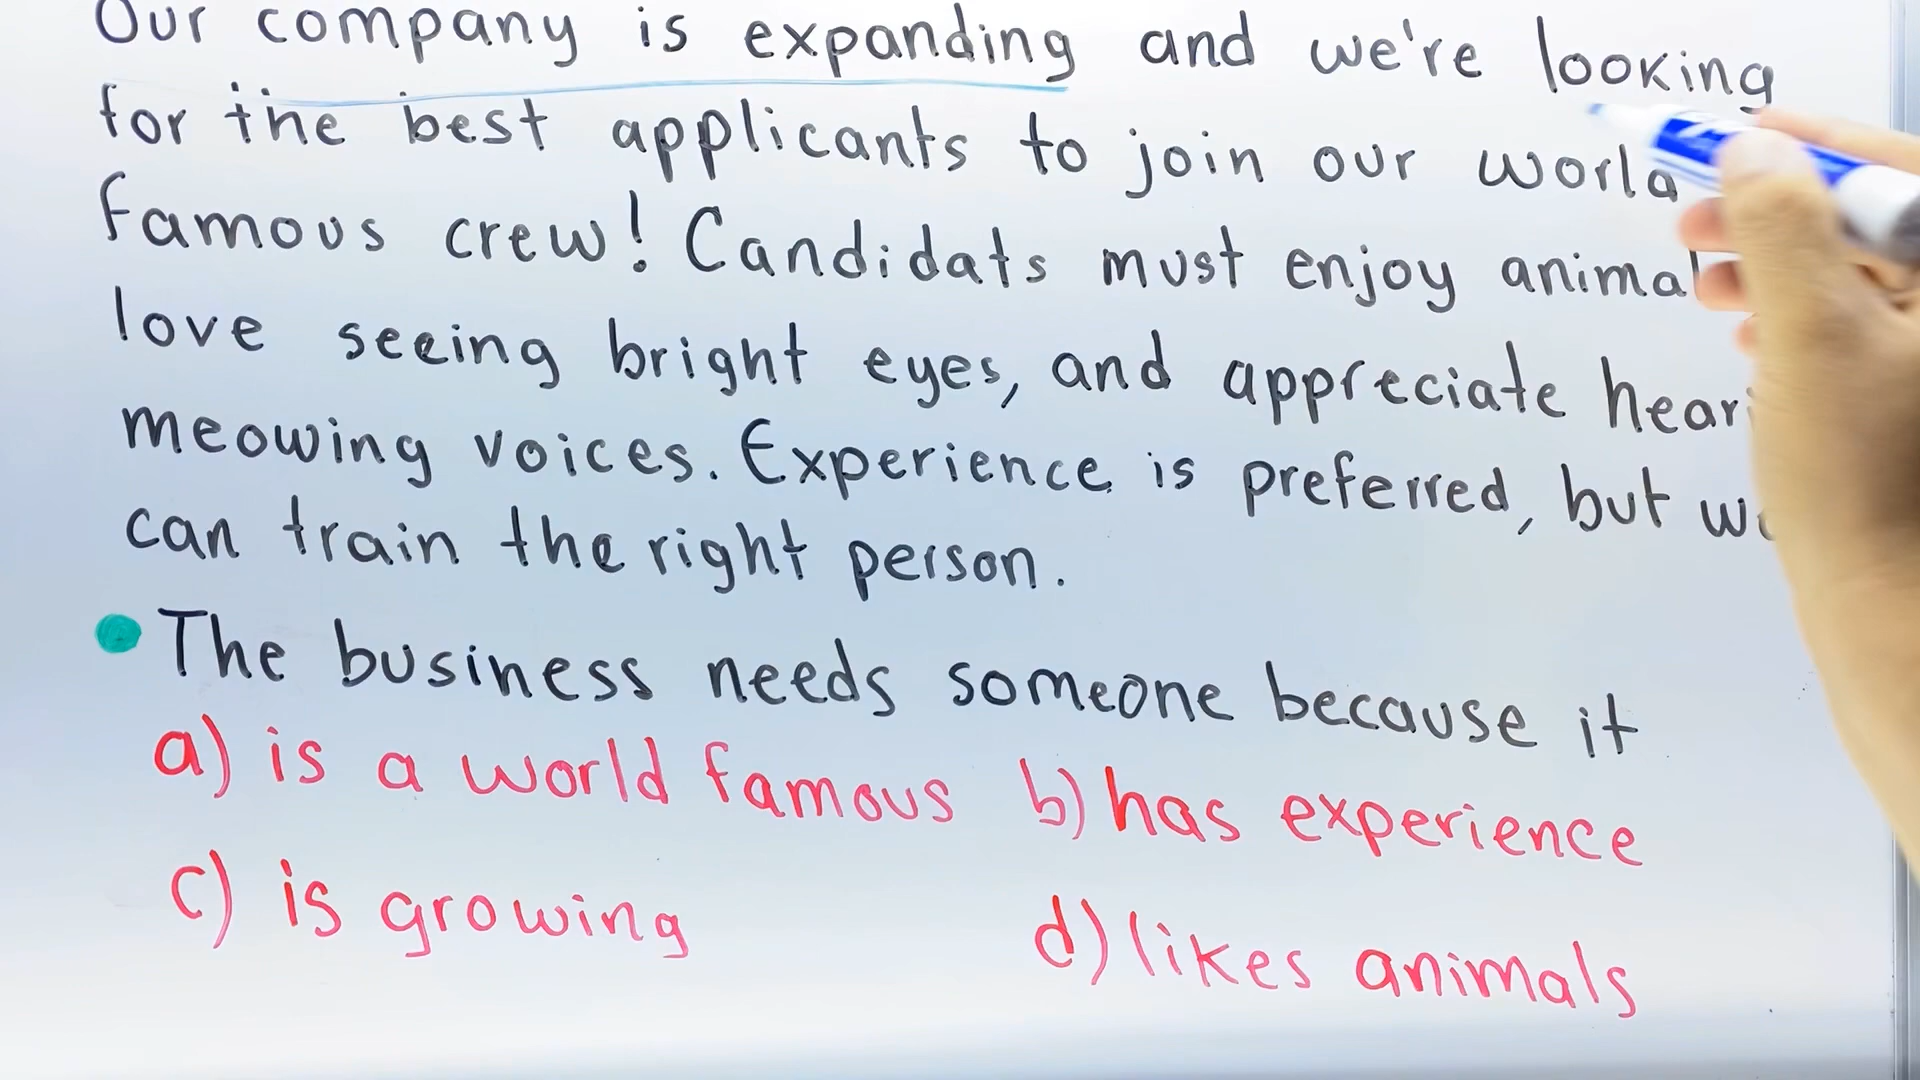 Our company is expanding and we're looking
for the best applicants to join our world
famous crew! Candidats must enjoy animal
love seeing bright eyes, and appreciate
meowing voices. Experience is preferred, but
can train the right person.
The business needs someone because it
a) is a world famous b) has experience
c) is growing
d) likes animals